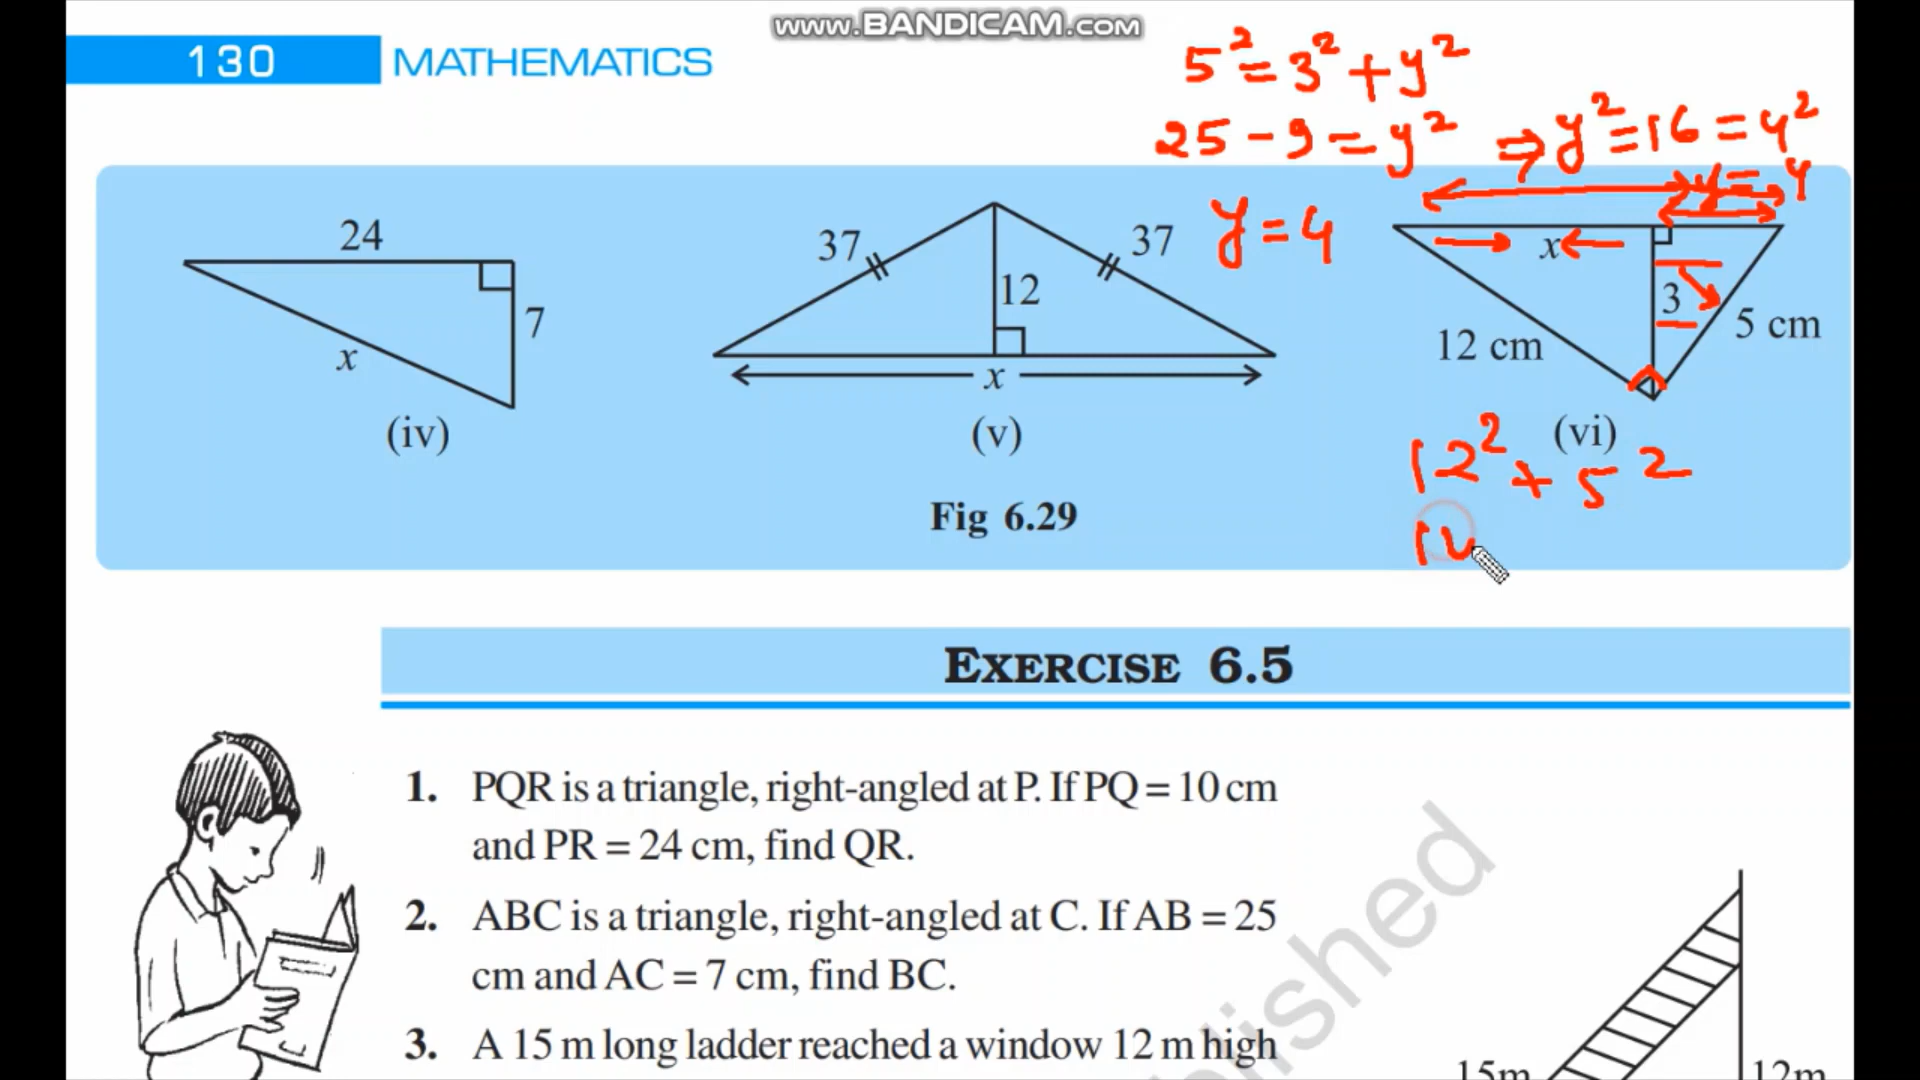 www.BANDICAM.com
130 MATHEMATICS
5² = 3² + y²
25 - 9 = y² ⇒ y² = 16 = 4²
y = 4
y = 4
24
7
x
(iv)
37
37
12
x
(v)
x
3
12 cm
5 cm
(vi)
12² + 5²
Fig 6.29
EXERCISE 6.5
1. PQR is a triangle, right-angled at P. If PQ = 10 cm
and PR = 24 cm, find QR.
2. ABC is a triangle, right-angled at C. If AB = 25
cm and AC = 7 cm, find BC.
3. A 15 m long ladder reached a window 12 m high
15m
12m